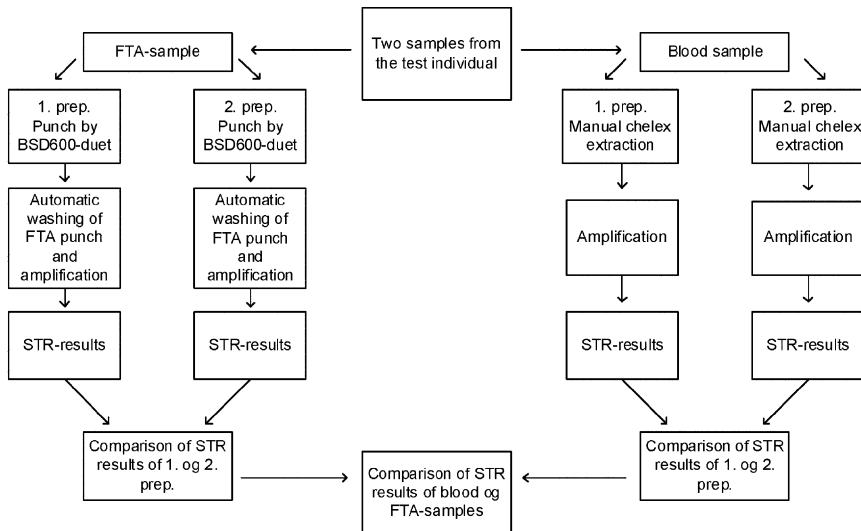 Two samples from
the test individual
FTA-sample
Blood sample
1. prep.
Punch by
BSD600-duet
2. prep.
Punch by
BSD600-duet
1. prep.
Manual chelex
extraction
2. prep.
Manual chelex
extraction
Automatic
washing of
FTA punch
and
amplification
Automatic
washing of
FTA punch
and
amplification
Amplification
Amplification
STR-results
STR-results
STR-results
STR-results
Comparison of STR
results of 1. og 2.
prep.
Comparison of STR
results of 1. og 2.
prep.
Comparison of STR
results of blood og
FTA-samples